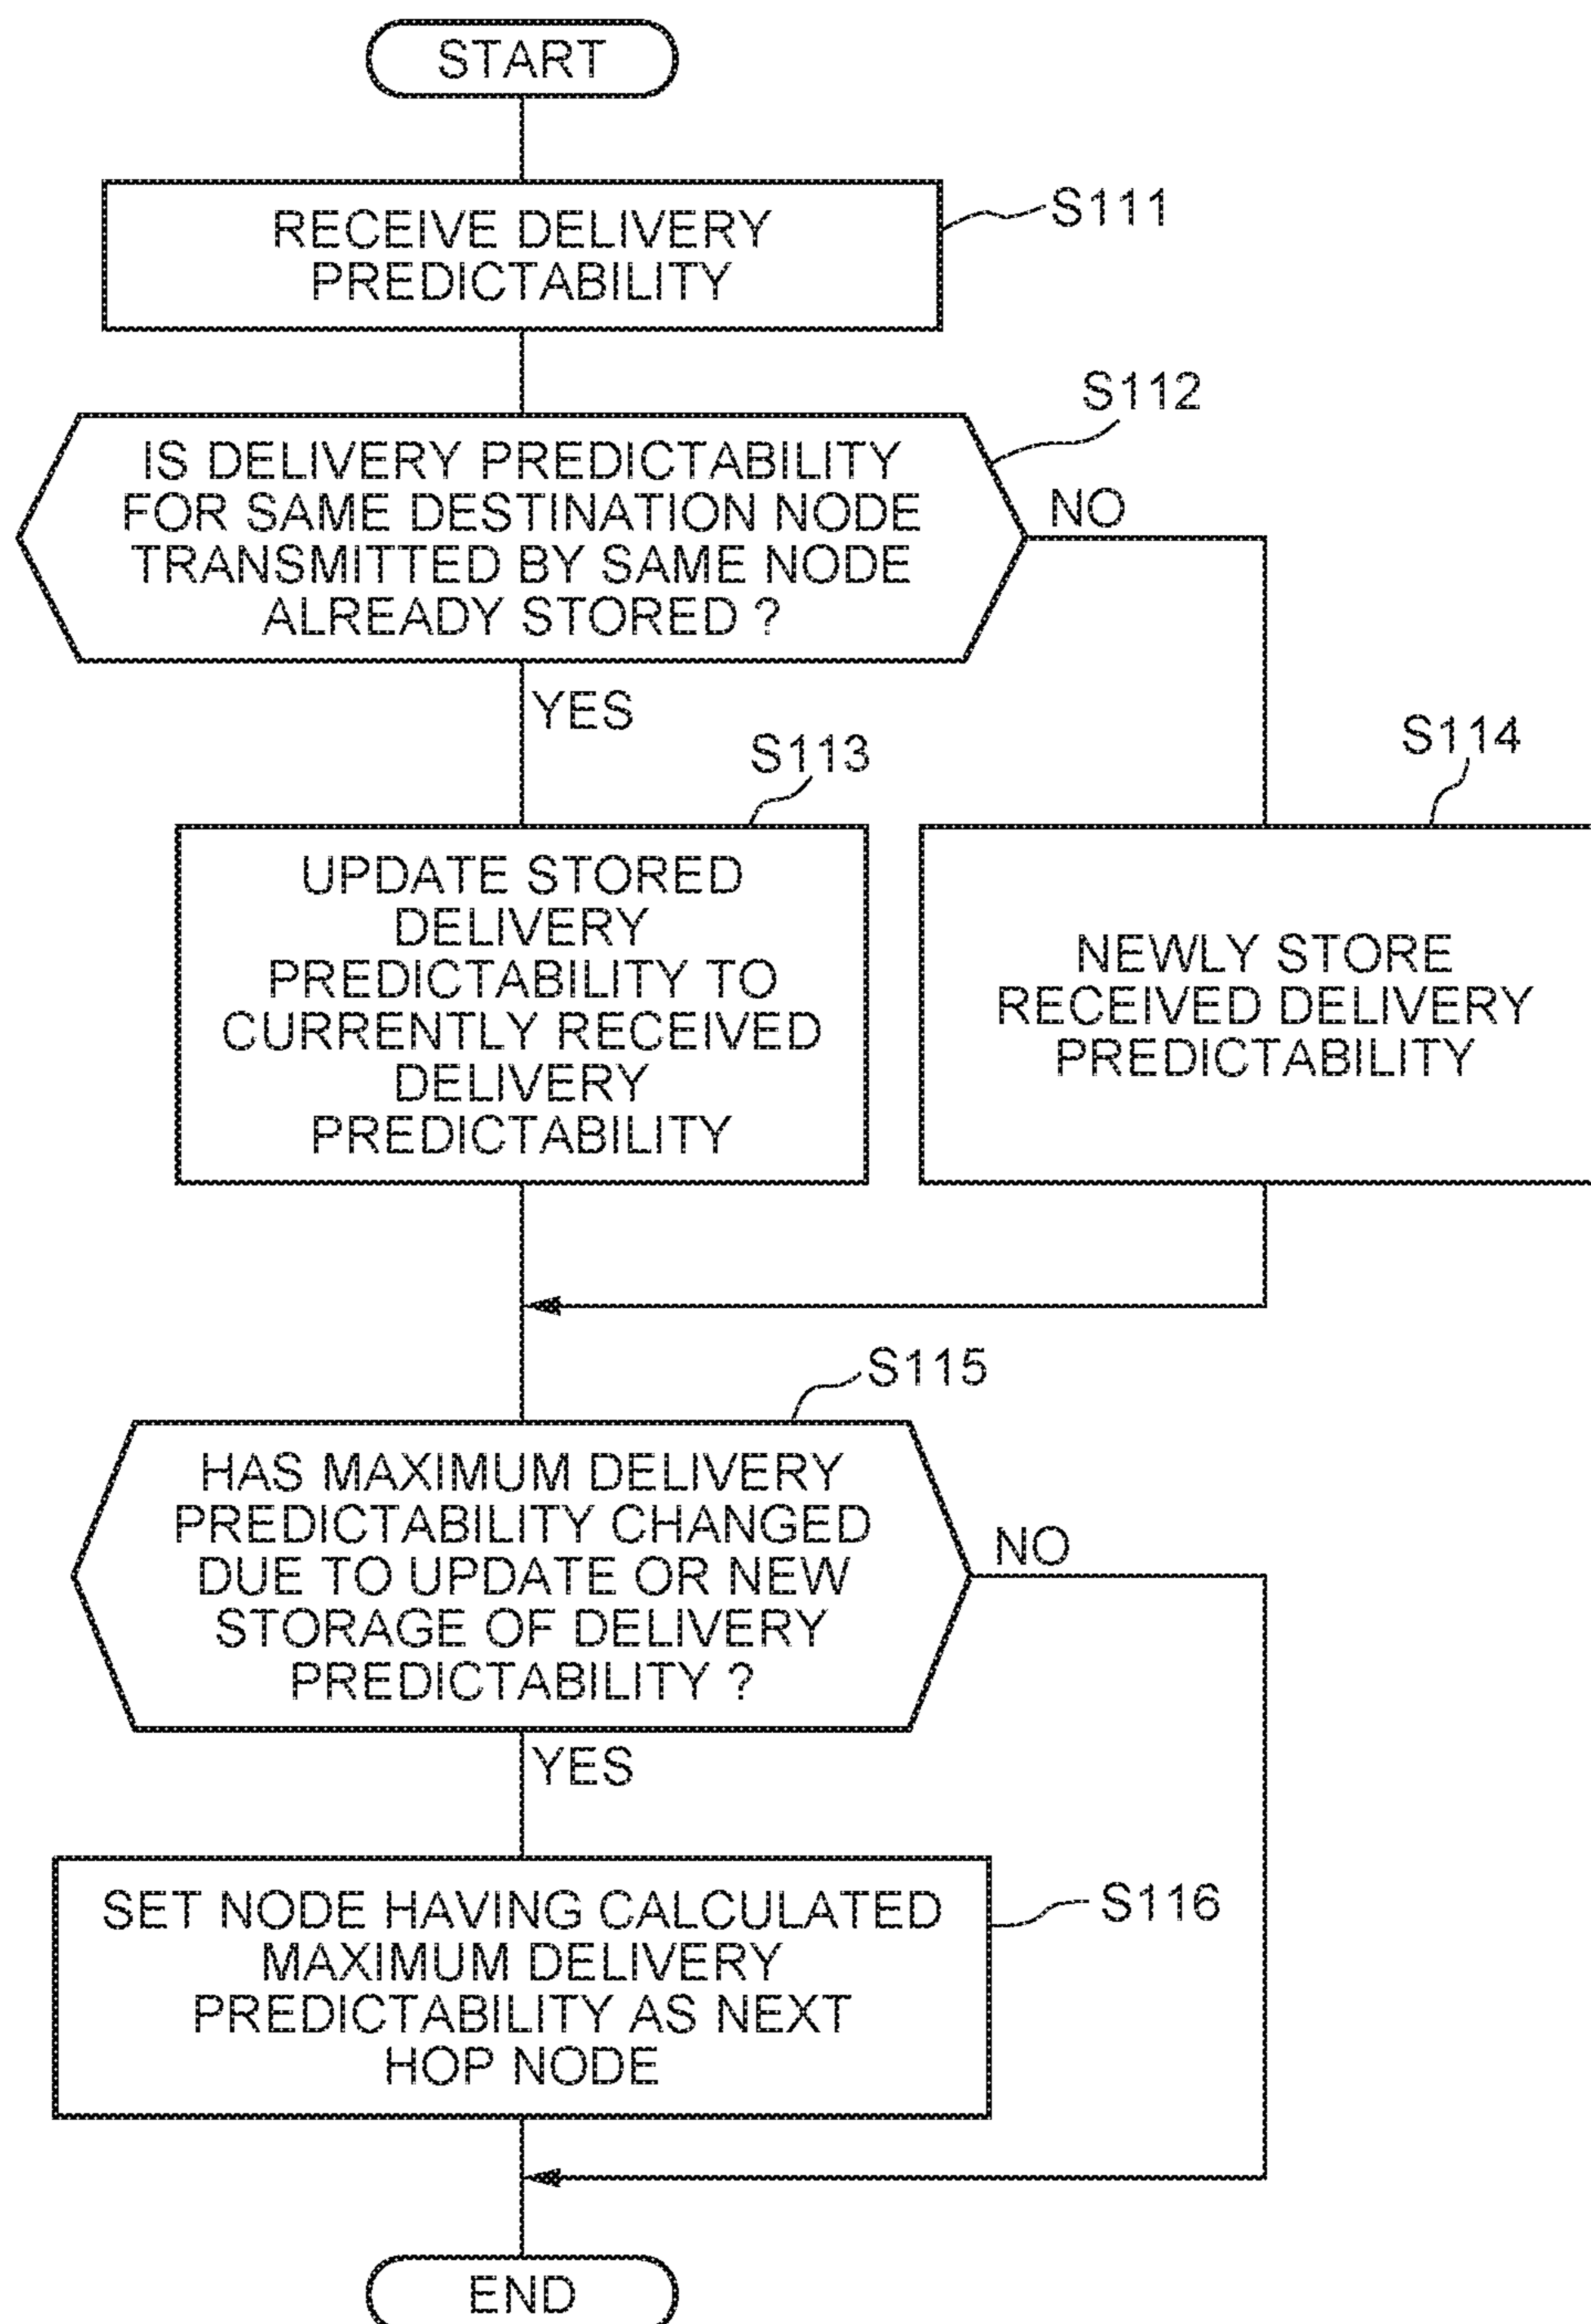 START
RECEIVE DELIVERY
PREDICTABILITY
S111
S112
IS DELIVERY PREDICTABILITY
FOR SAME DESTINATION NODE
TRANSMITTED BY SAME NODE
ALREADY STORED ?
NO
YES
S113
S114
UPDATE STORED
DELIVERY
PREDICTABILITY TO
CURRENTLY RECEIVED
DELIVERY
PREDICTABILITY
NEWLY STORE
RECEIVED DELIVERY
PREDICTABILITY
S115
HAS MAXIMUM DELIVERY
PREDICTABILITY CHANGED
DUE TO UPDATE OR NEW
STORAGE OF DELIVERY
PREDICTABILITY ?
NO
YES
SET NODE HAVING CALCULATED
MAXIMUM DELIVERY
PREDICTABILITY AS NEXT
HOP NODE
S116
END